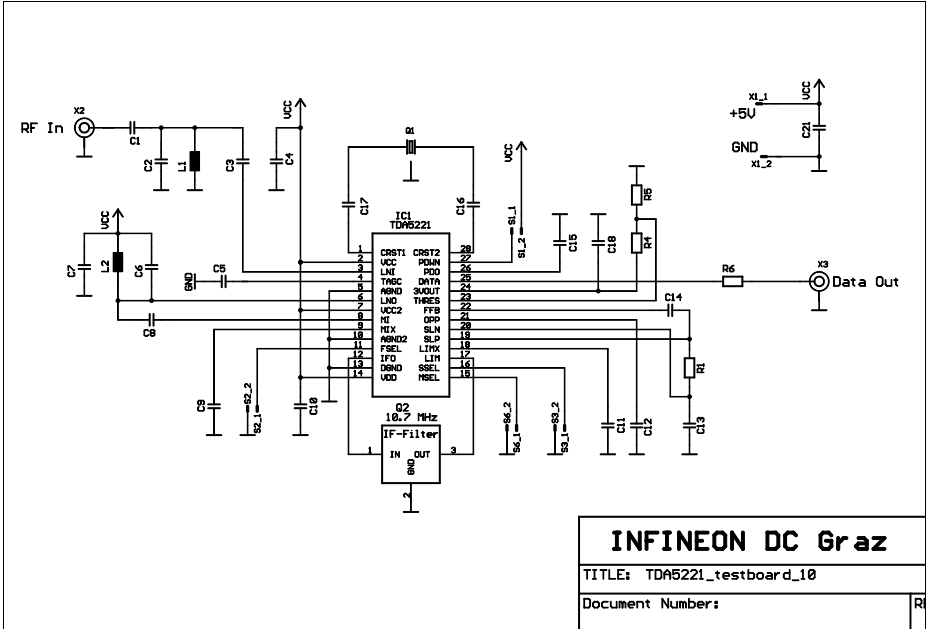 X2
RF In
C1
C2
L1
C3
C4
VCC
Q1
C17
C16
VCC
S1_1
S1_2
X1_1
+5V
VCC
C21
GND
X1_2
R5
R4
C15
C18
IC1
TDA5221
VCC
C7
L2
C6
GND
C5
C8
1 CRST1 CRST2 28
2 VCC PDWN 27
3 LNI PDO 26
4 TAGC DATA 25
5 AGND 3VOUT 24
6 LNO THRES 23
7 VCC2 FFB 22
8 MI OPP 21
9 MIX SLN 20
10 AGND2 SLP 19
11 FSEL LIMX 18
12 IFO LIM 17
13 DGND SSEL 16
14 VDD MSEL 15
R6
X3
Data Out
C14
R1
C9
S2_2
S2_1
C10
Q2
10.7 MHz
IF-Filter
1 IN OUT 3
GND
2
S6_2
S6_1
S3_2
S3_1
C11
C12
C13
INFINEON DC Graz
TITLE: TDA5221_testboard_10
Document Number: